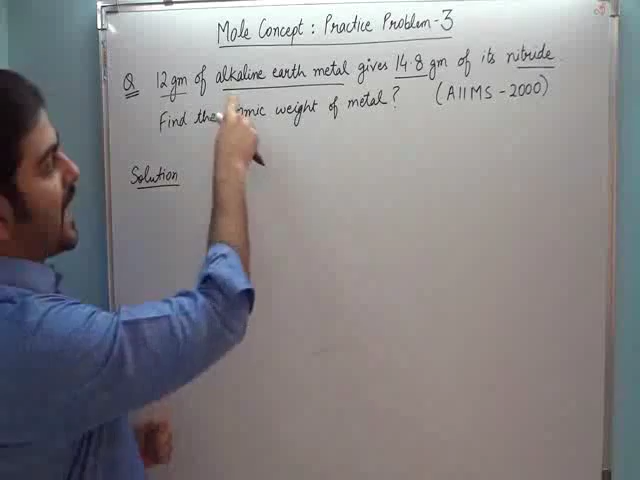 Mole Concept : Practice Problem - 3
Q 12 gm of alkaline earth metal gives 14.8 gm of its nitride.
Find the omic weight of metal? (AIIMS - 2000)
Solution